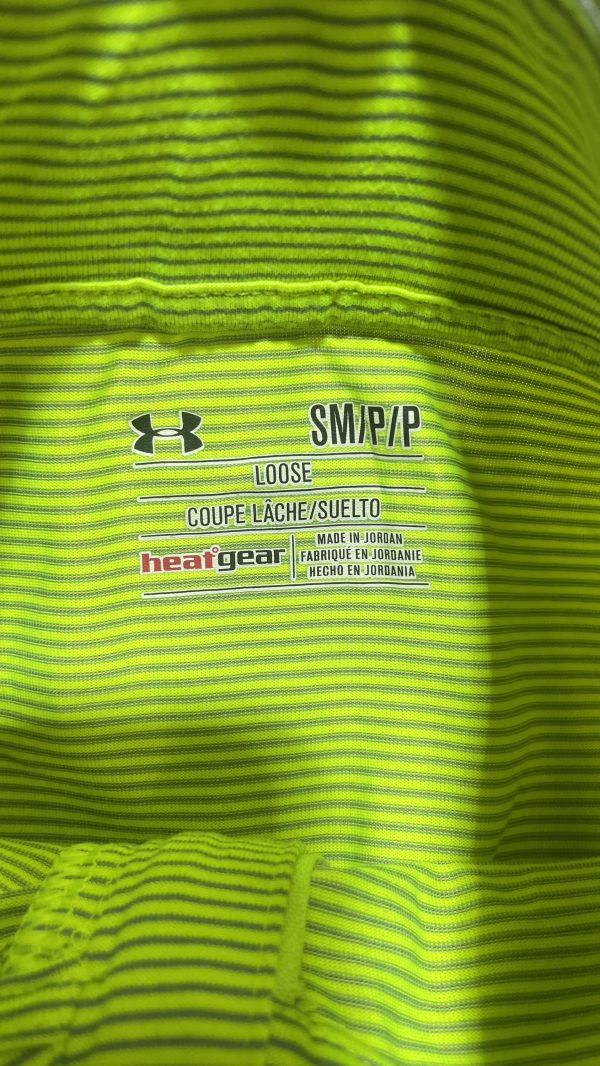 SM/P/P
LOOSE
COUPE LÂCHE/SUELTO
heatgear
MADE IN JORDAN
FABRIQUÉ EN JORDANIE
HECHO EN JORDANIA